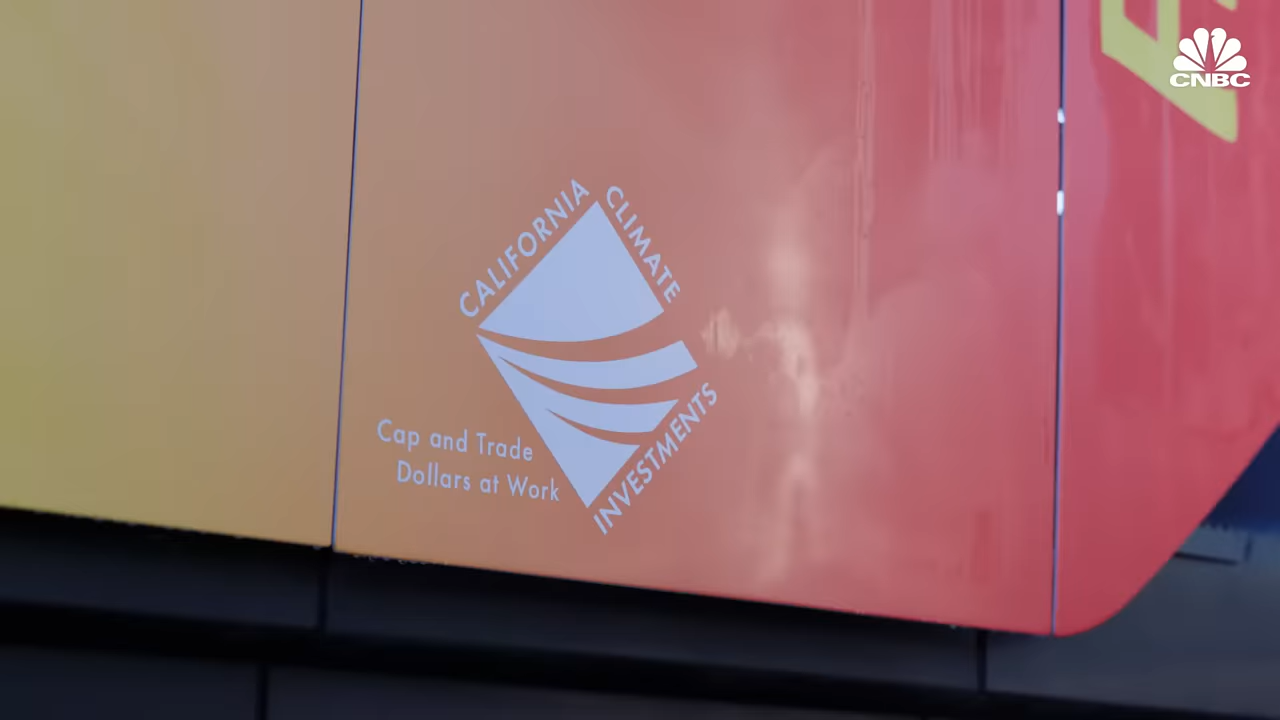 CNBC
CALIFORNIA
CLIMATE
INVESTMENTS
Cap and Trade
Dollars at Work